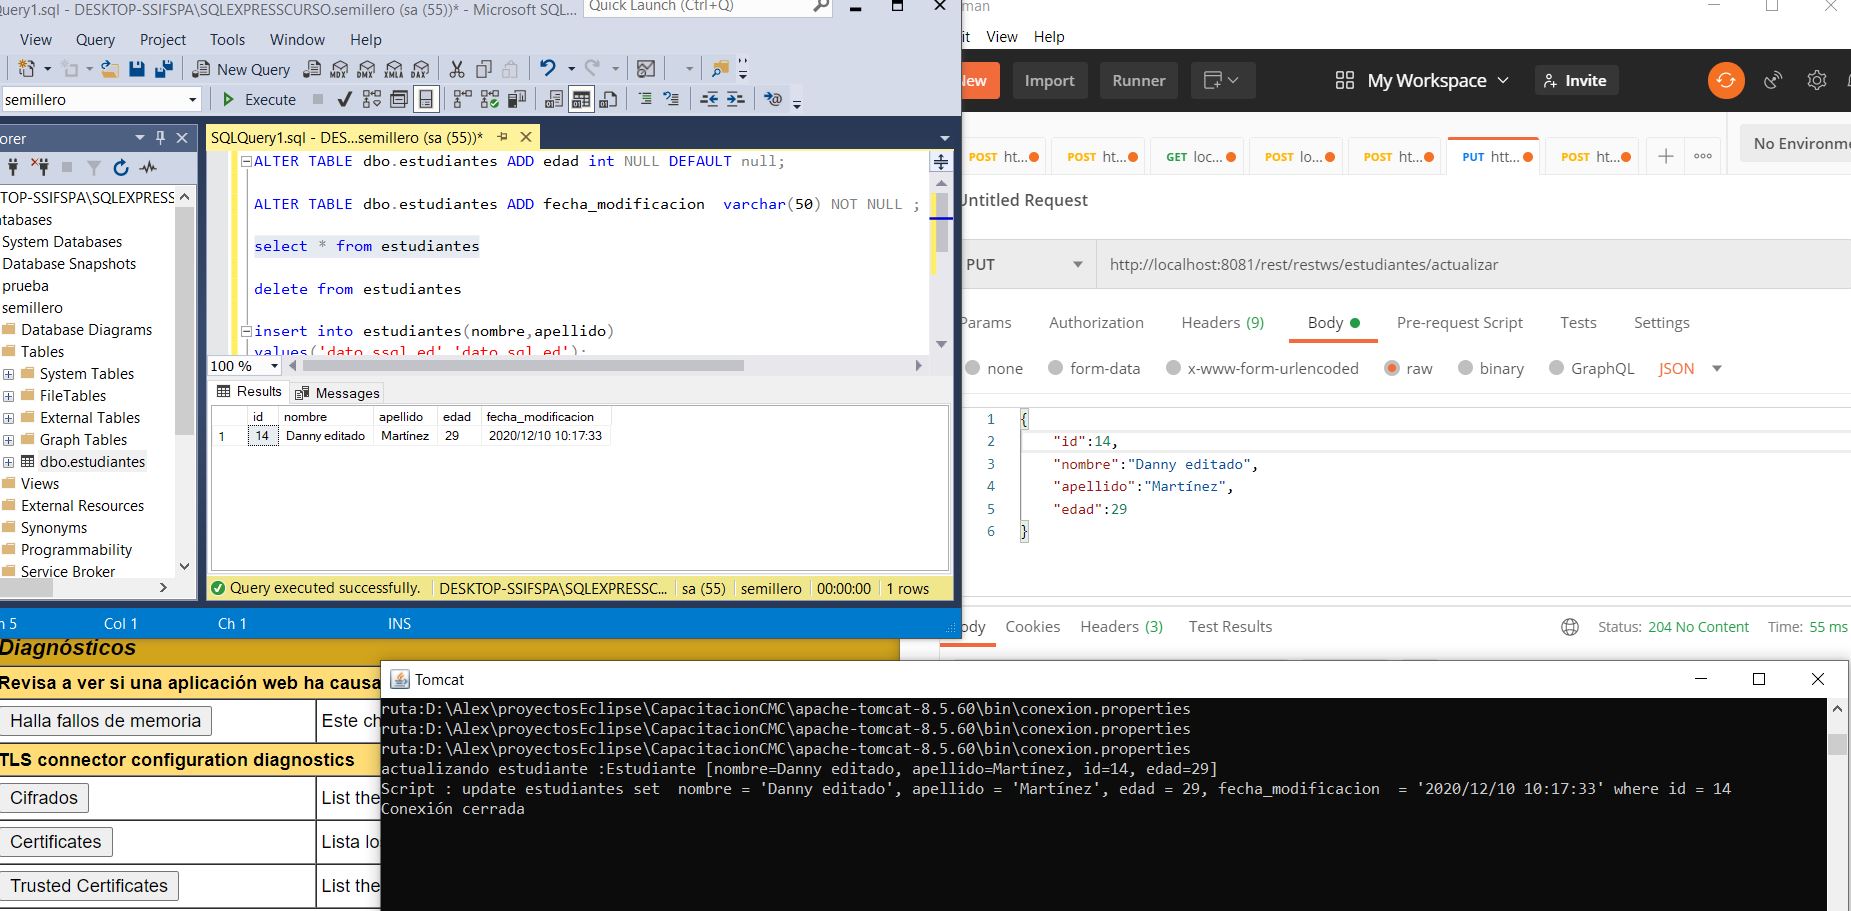 uery1.sql - DESKTOP-SSIFSPA\SQLEXPRESSCURSO.semillero (sa (55))* - Microsoft SQL...
Quick Launch (Ctrl+Q)
View Query Project Tools Window Help
New Query
MDX DMX XMLA DAX
semillero
Execute
orer
SQLQuery1.sql - DES...semillero (sa (55))*
TOP-SSIFSPA\SQLEXPRESS
tabases
System Databases
Database Snapshots
prueba
semillero
Database Diagrams
Tables
System Tables
FileTables
External Tables
Graph Tables
dbo.estudiantes
Views
External Resources
Synonyms
Programmability
Service Broker
ALTER TABLE dbo.estudiantes ADD edad int NULL DEFAULT null;
ALTER TABLE dbo.estudiantes ADD fecha_modificacion  varchar(50) NOT NULL ;
select * from estudiantes
delete from estudiantes
insert into estudiantes(nombre,apellido)
values('dato ssql ed','dato sql ed');
100 %
Results Messages
id nombre apellido edad fecha_modificacion
1 14 Danny editado Martínez 29 2020/12/10 10:17:33
Query executed successfully. DESKTOP-SSIFSPA\SQLEXPRESSC... sa (55) semillero 00:00:00 1 rows
n 5 Col 1 Ch 1 INS
man
it View Help
New Import Runner My Workspace Invite
POST ht... POST ht... GET loc... POST lo... POST ht... PUT htt... POST ht... No Environme
Untitled Request
PUT http://localhost:8081/rest/restws/estudiantes/actualizar
Params Authorization Headers (9) Body Pre-request Script Tests Settings
none form-data x-www-form-urlencoded raw binary GraphQL JSON
1 {
2 "id":14,
3 "nombre":"Danny editado",
4 "apellido":"Martínez",
5 "edad":29
6 }
ody Cookies Headers (3) Test Results Status: 204 No Content Time: 55 ms
Diagnósticos
Revisa a ver si una aplicación web ha causa
Halla fallos de memoria Este ch
TLS connector configuration diagnostics
Cifrados List the
Certificates Lista lo
Trusted Certificates List the
Tomcat
ruta:D:\Alex\proyectosEclipse\CapacitacionCMC\apache-tomcat-8.5.60\bin\conexion.properties
ruta:D:\Alex\proyectosEclipse\CapacitacionCMC\apache-tomcat-8.5.60\bin\conexion.properties
ruta:D:\Alex\proyectosEclipse\CapacitacionCMC\apache-tomcat-8.5.60\bin\conexion.properties
actualizando estudiante :Estudiante [nombre=Danny editado, apellido=Martínez, id=14, edad=29]
Script : update estudiantes set  nombre = 'Danny editado', apellido = 'Martínez', edad = 29, fecha_modificacion  = '2020/12/10 10:17:33' where id = 14
Conexión cerrada